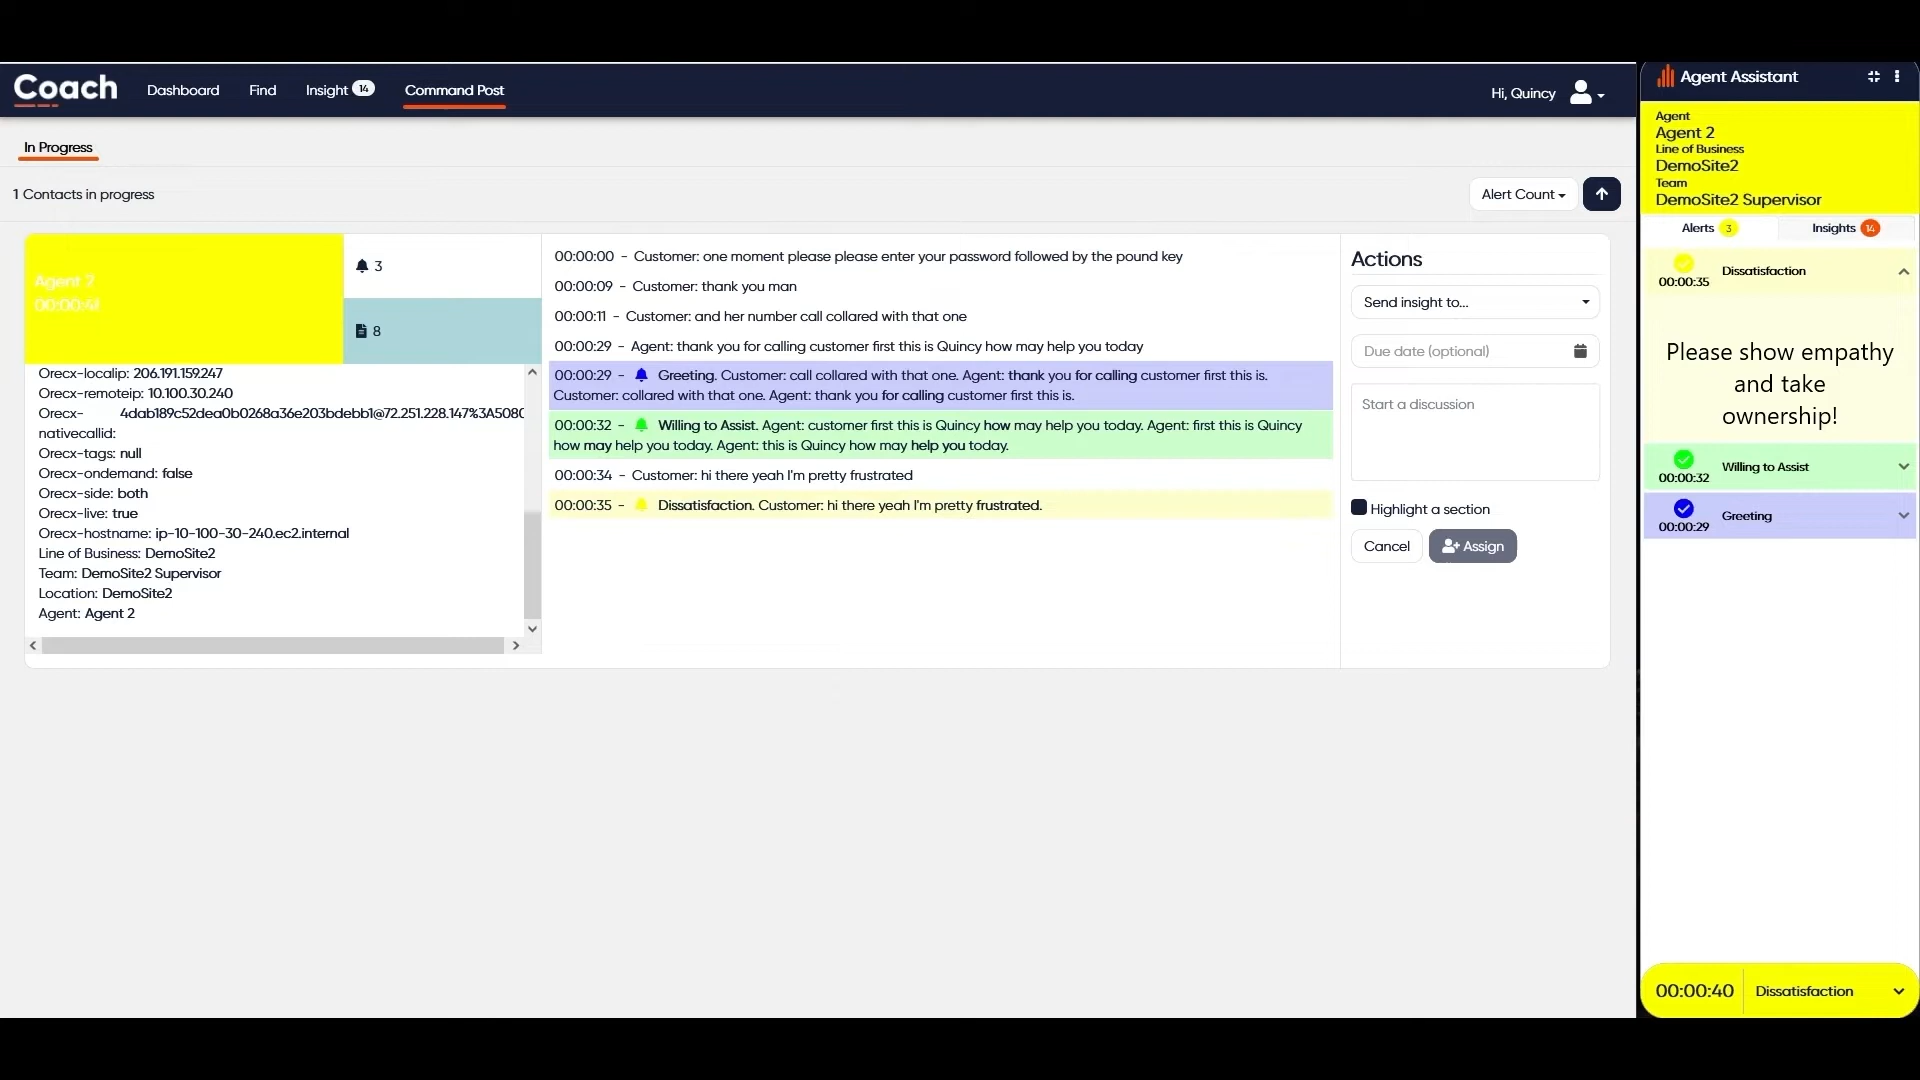 Coach
Dashboard
Find
Insight 14
Command Post
Hi, Quincy
In Progress
1 Contacts in progress
Alert Count
Agent 2
3
8
Orecx-localip: 206.191.159.247
Orecx-remoteip: 10.100.30.240
Orecx- 4dab189c52dea0b0268a36e203bdebb1@72.251.228.147%3A5080
nativecallid:
Orecx-tags: null
Orecx-ondemand: false
Orecx-side: both
Orecx-live: true
Orecx-hostname: ip-10-100-30-240.ec2.internal
Line of Business: DemoSite2
Team: DemoSite2 Supervisor
Location: DemoSite2
Agent: Agent 2
00:00:00 - Customer: one moment please please enter your password followed by the pound key
00:00:09 - Customer: thank you man
00:00:11 - Customer: and her number call collared with that one
00:00:29 - Agent: thank you for calling customer first this is Quincy how may help you today
00:00:29 - Greeting. Customer: call collared with that one. Agent: thank you for calling customer first this is.
Customer: collared with that one. Agent: thank you for calling customer first this is.
00:00:32 - Willing to Assist. Agent: customer first this is Quincy how may help you today. Agent: first this is Quincy
how may help you today. Agent: this is Quincy how may help you today.
00:00:34 - Customer: hi there yeah I'm pretty frustrated
00:00:35 - Dissatisfaction. Customer: hi there yeah I'm pretty frustrated.
Actions
Send insight to...
Due date (optional)
Start a discussion
Highlight a section
Cancel
Assign
Agent Assistant
Agent
Agent 2
Line of Business
DemoSite2
Team
DemoSite2 Supervisor
Alerts 3
Insights 14
Dissatisfaction
00:00:35
Please show empathy
and take
ownership!
Willing to Assist
00:00:32
Greeting
00:00:29
00:00:40
Dissatisfaction